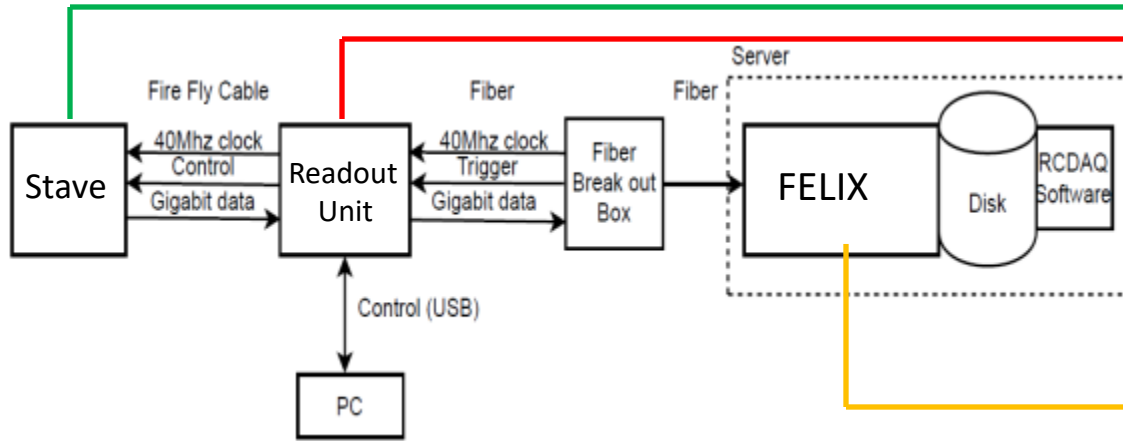 Server
Fire Fly Cable
Fiber
Fiber
40Mhz clock
Control
Gigabit data
Stave
Readout
Unit
40Mhz clock
Trigger
Gigabit data
Fiber
Break out
Box
FELIX
Disk
RCDAQ
Software
Control (USB)
PC